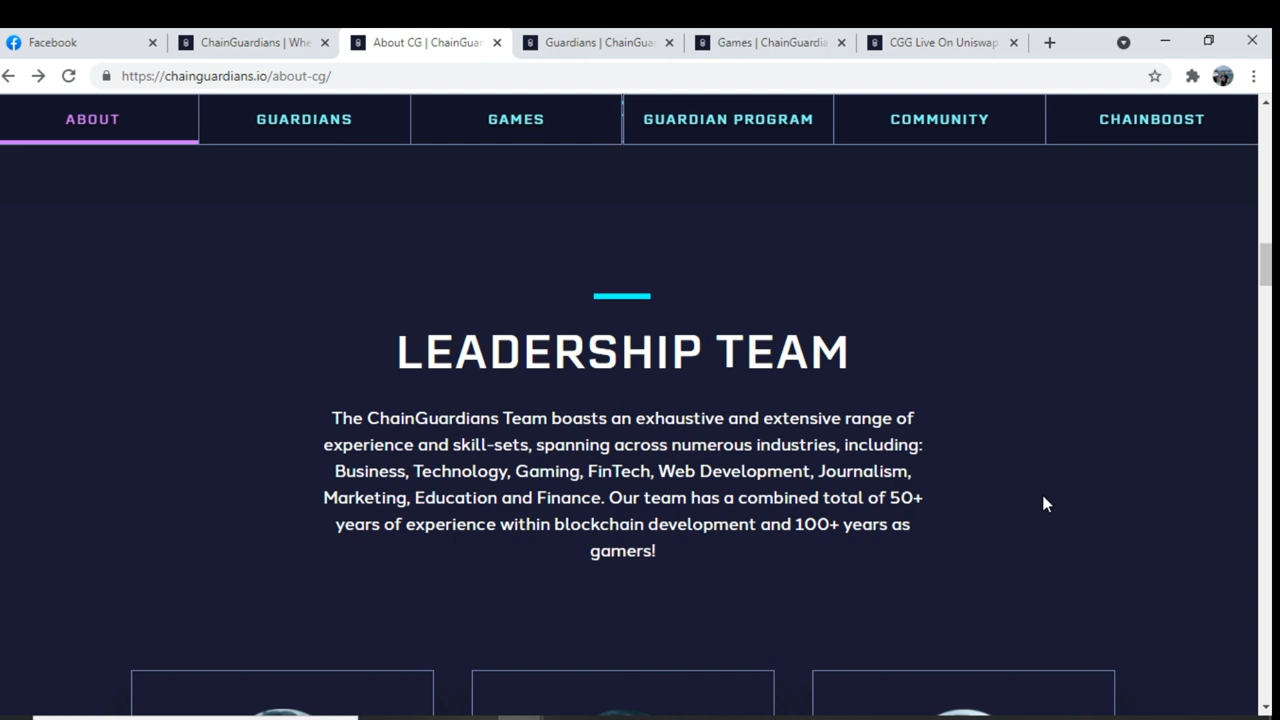 Facebook
ChainGuardians | Whe
About CG | ChainGuar
Guardians | ChainGua
Games | ChainGuardia
CGG Live On Uniswap
https://chainguardians.io/about-cg/
ABOUT
GUARDIANS
GAMES
GUARDIAN PROGRAM
COMMUNITY
CHAINBOOST
LEADERSHIP TEAM
The ChainGuardians Team boasts an exhaustive and extensive range of
experience and skill-sets, spanning across numerous industries, including:
Business, Technology, Gaming, FinTech, Web Development, Journalism,
Marketing, Education and Finance. Our team has a combined total of 50+
years of experience within blockchain development and 100+ years as
gamers!